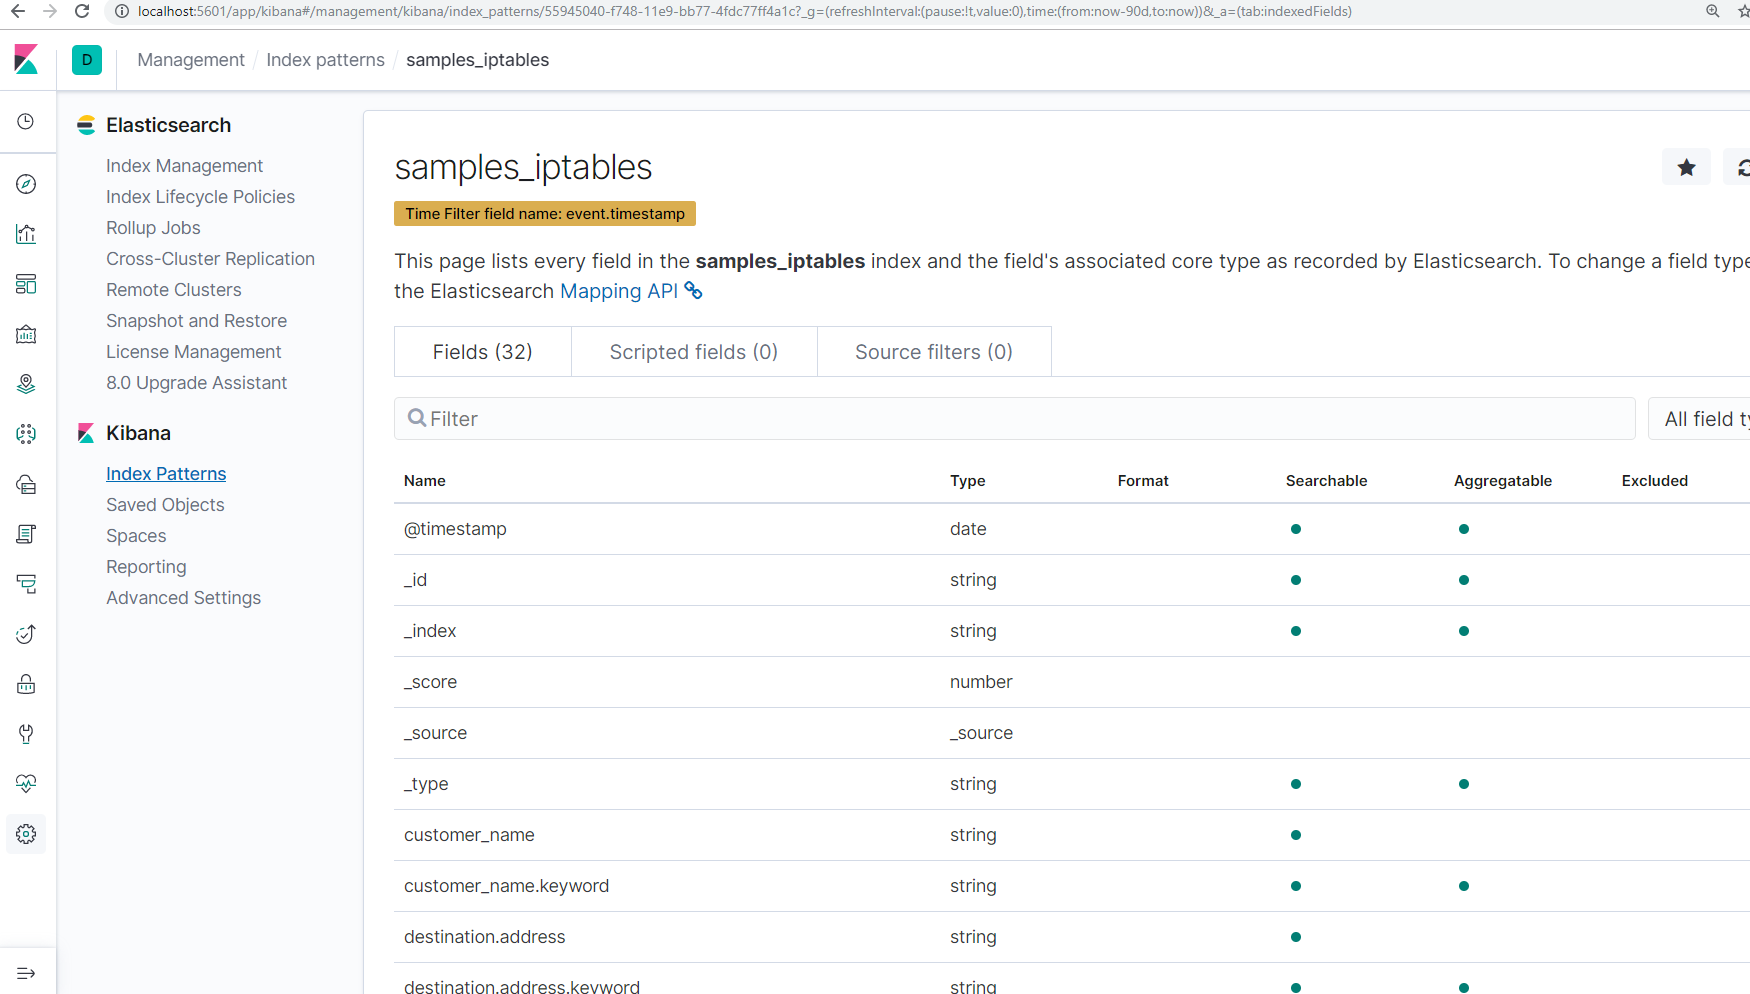 localhost:5601/app/kibana#/management/kibana/index_patterns/55945040-f748-11e9-bb77-4fdc77ff4a1c?_g=(refreshInterval:(pause:!t,value:0),time:(from:now-90d,to:now))&_a=(tab:indexedFields)
D Management / Index patterns / samples_iptables
Elasticsearch
Index Management
Index Lifecycle Policies
Rollup Jobs
Cross-Cluster Replication
Remote Clusters
Snapshot and Restore
License Management
8.0 Upgrade Assistant
Kibana
Index Patterns
Saved Objects
Spaces
Reporting
Advanced Settings
samples_iptables
Time Filter field name: event.timestamp
This page lists every field in the samples_iptables index and the field's associated core type as recorded by Elasticsearch. To change a field type
the Elasticsearch Mapping API
Fields (32) Scripted fields (0) Source filters (0)
Filter All field ty
Name Type Format Searchable Aggregatable Excluded
@timestamp date
_id string
_index string
_score number
_source _source
_type string
customer_name string
customer_name.keyword string
destination.address string
destination.address.keyword string